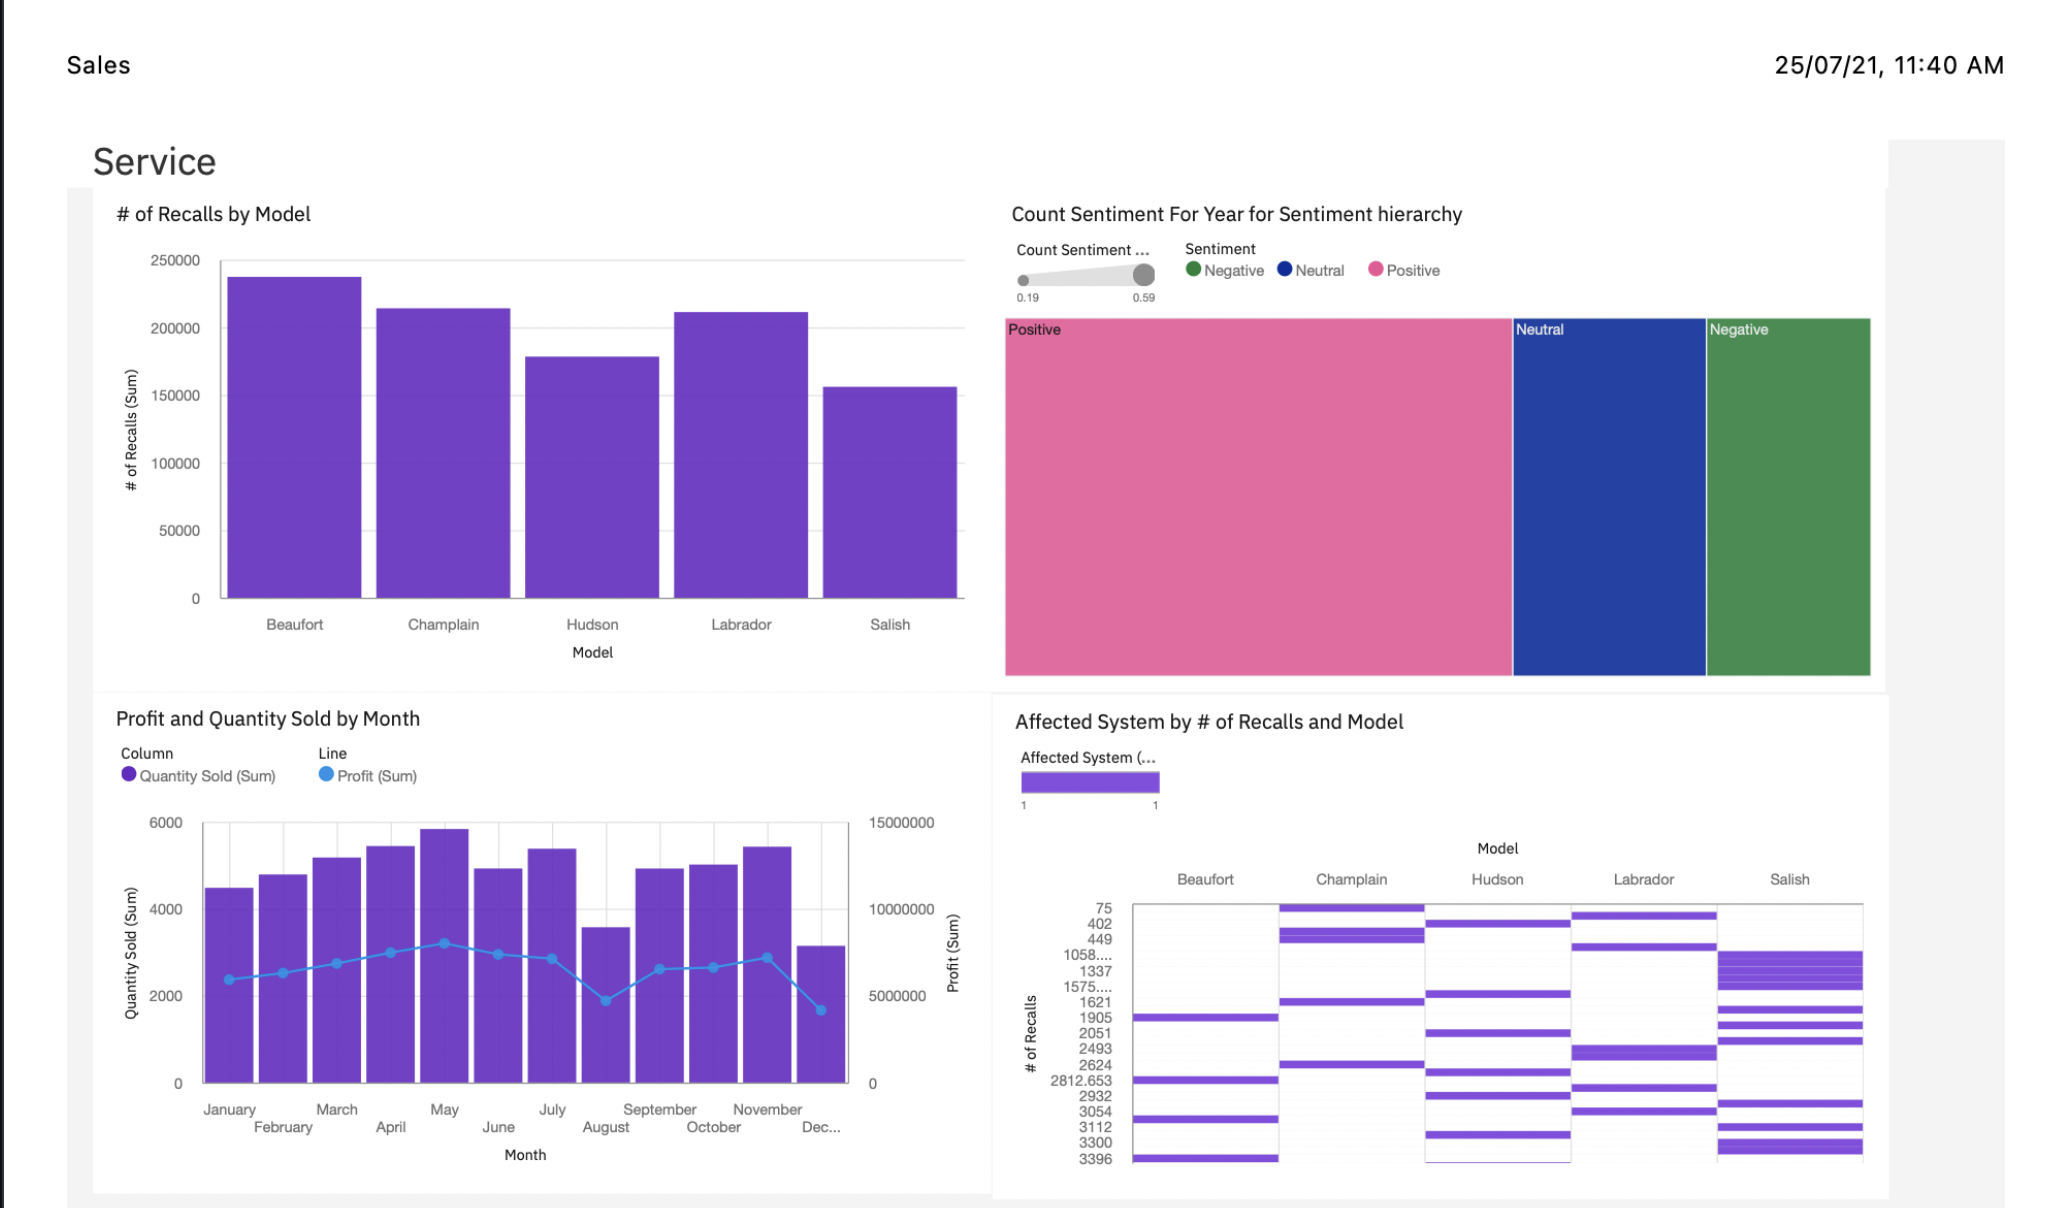 Sales
25/07/21, 11:40 AM
Service
# of Recalls by Model
250000
200000
150000
100000
50000
0
# of Recalls (Sum)
Beaufort
Champlain
Hudson
Labrador
Salish
Model
Count Sentiment For Year for Sentiment hierarchy
Count Sentiment ...
0.19
0.59
Sentiment
Negative
Neutral
Positive
Positive
Neutral
Negative
Profit and Quantity Sold by Month
Column
Quantity Sold (Sum)
Line
Profit (Sum)
6000
4000
2000
0
Quantity Sold (Sum)
15000000
10000000
5000000
0
Profit (Sum)
January
February
March
April
May
June
July
August
September
October
November
Dec...
Month
Affected System by # of Recalls and Model
Affected System (...
1
1
Model
Beaufort
Champlain
Hudson
Labrador
Salish
# of Recalls
75
402
449
1058....
1337
1575....
1621
1905
2051
2493
2624
2812.653
2932
3054
3112
3300
3396